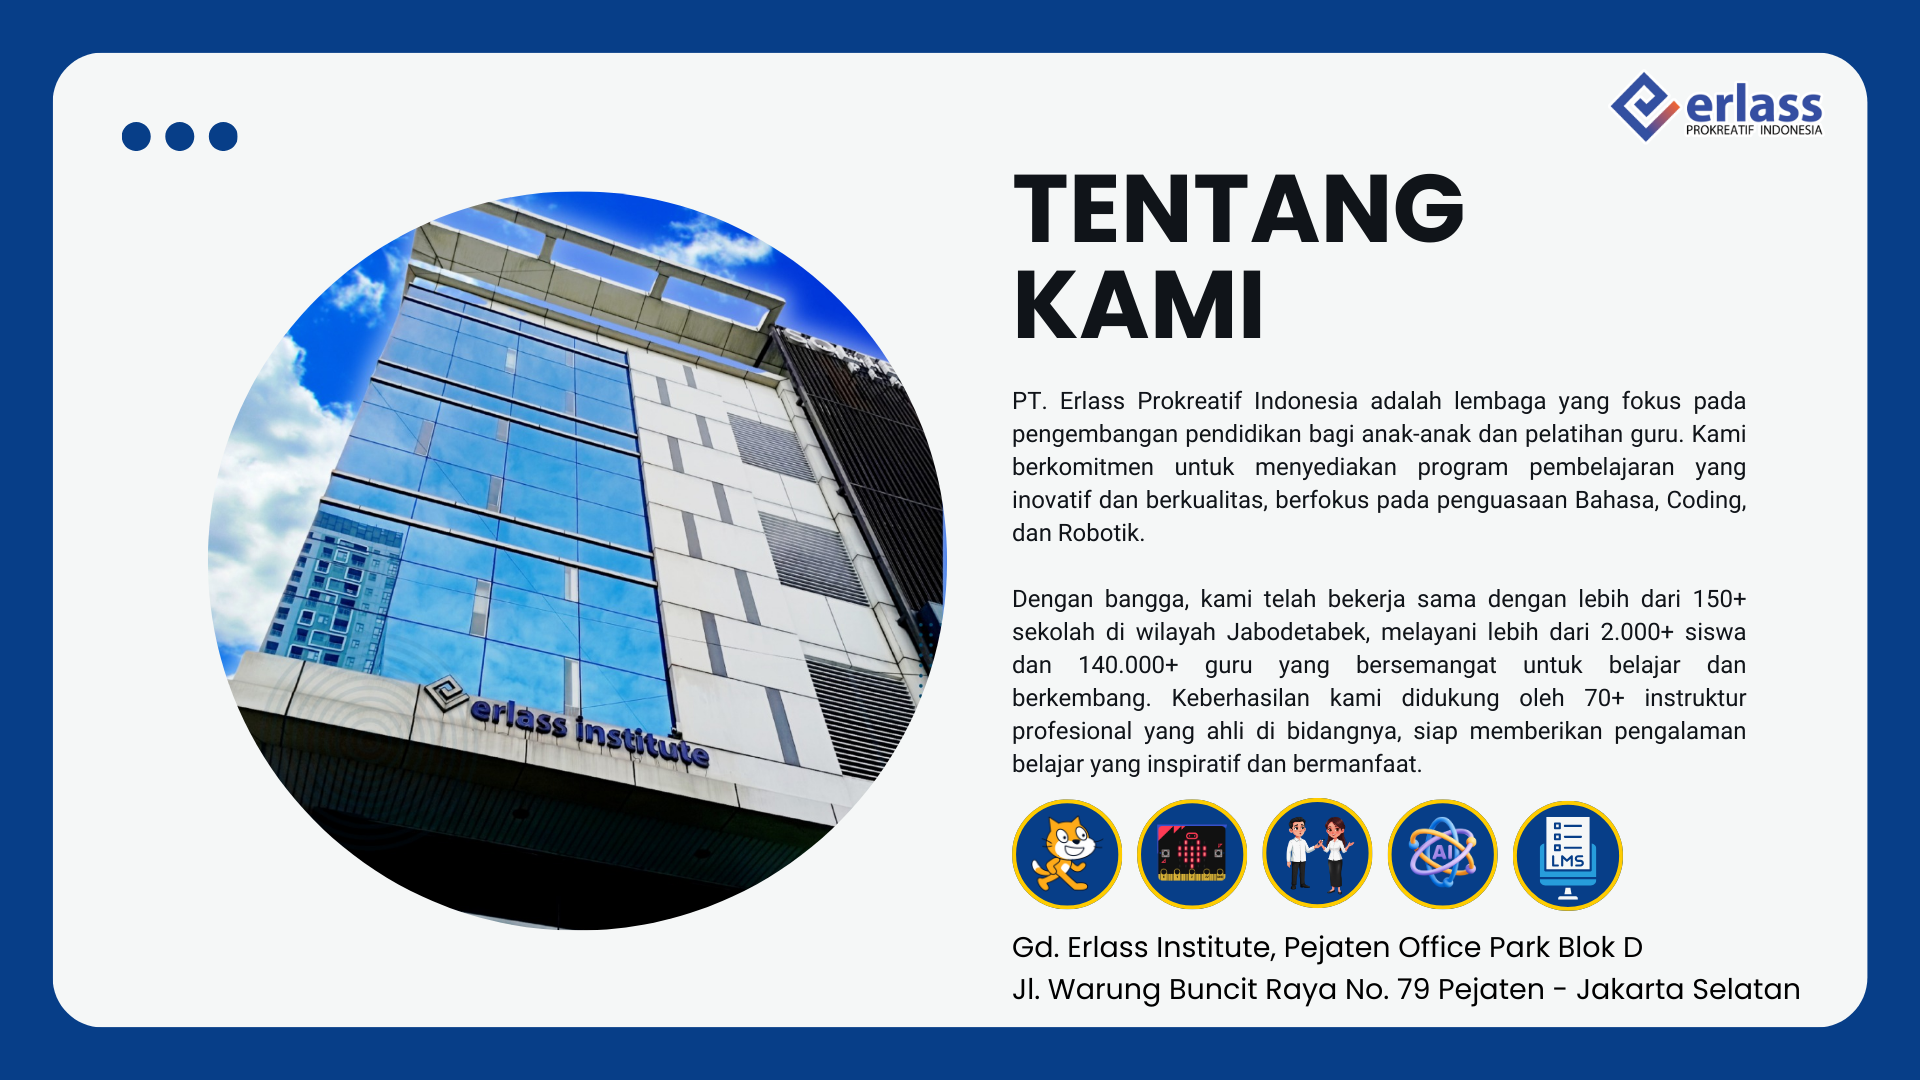 erlass
PROKREATIF INDONESIA
TENTANG
KAMI
PT. Erlass Prokreatif Indonesia adalah lembaga yang fokus pada
pengembangan pendidikan bagi anak-anak dan pelatihan guru. Kami
berkomitmen untuk menyediakan program pembelajaran yang
inovatif dan berkualitas, berfokus pada penguasaan Bahasa, Coding,
dan Robotik.
Dengan bangga, kami telah bekerja sama dengan lebih dari 150+
sekolah di wilayah Jabodetabek, melayani lebih dari 2.000+ siswa
dan 140.000+ guru yang bersemangat untuk belajar dan
berkembang. Keberhasilan kami didukung oleh 70+ instruktur
profesional yang ahli di bidangnya, siap memberikan pengalaman
belajar yang inspiratif dan bermanfaat.
erlass institute
AI
LMS
Gd. Erlass Institute, Pejaten Office Park Blok D
Jl. Warung Buncit Raya No. 79 Pejaten - Jakarta Selatan